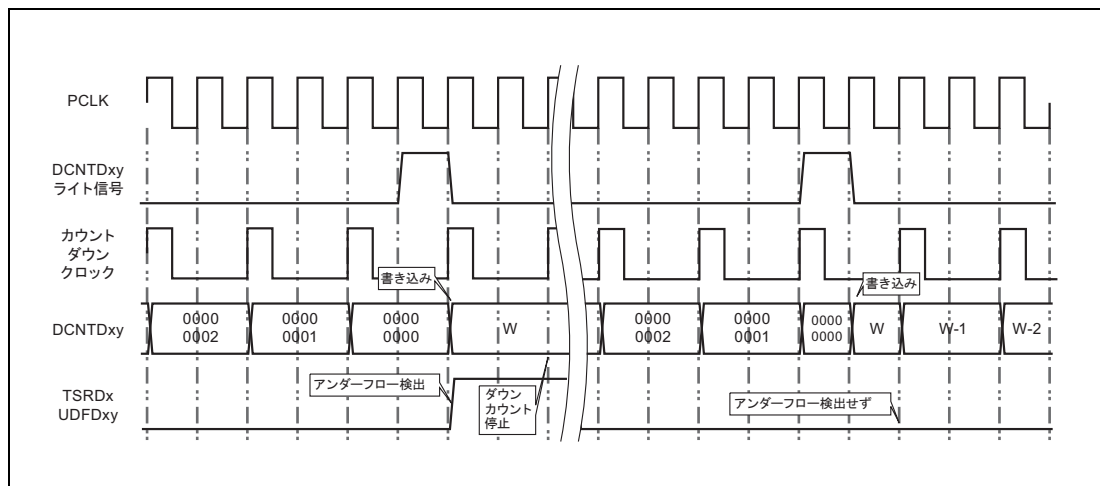 PCLK
DCNTDxy
ライト信号
カウント
ダウン
クロック
書き込み
書き込み
DCNTDxy
0000
0002
0000
0001
0000
0000
W
0000
0002
0000
0001
0000
0000
W
W-1
W-2
TSRDx
UDFDxy
アンダーフロー検出
ダウン
カウント
停止
アンダーフロー検出せず